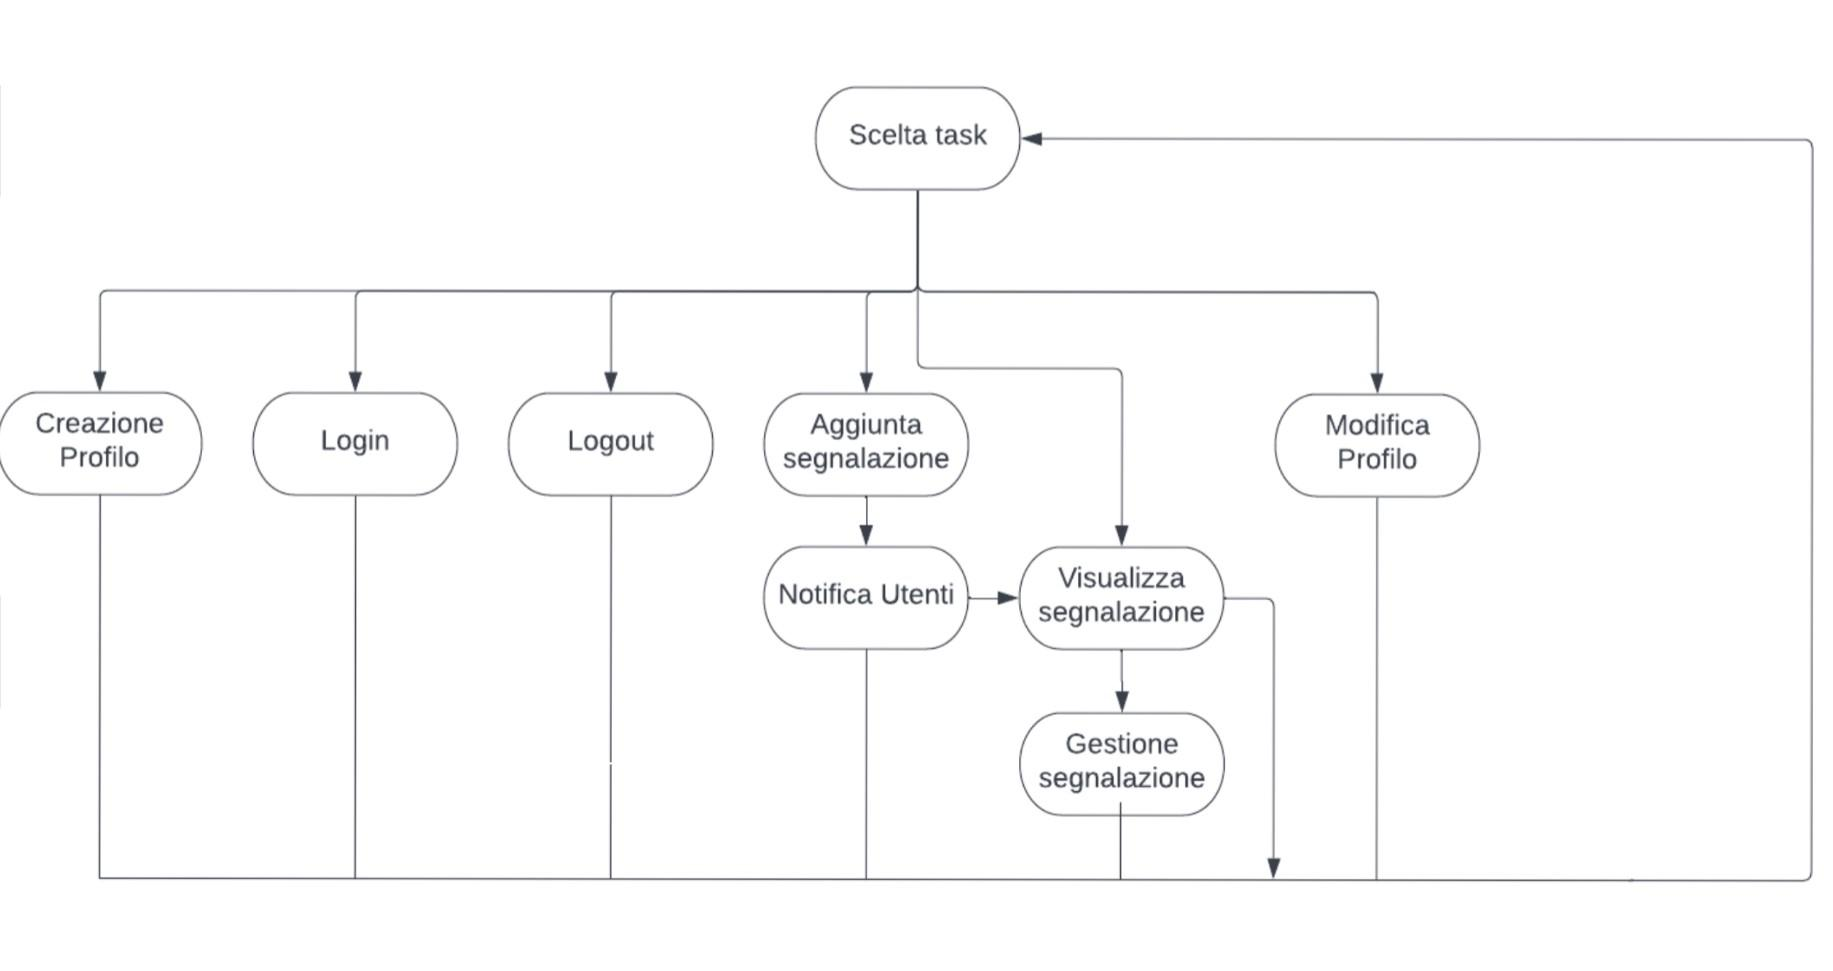 Scelta task
Creazione
Profilo
Login
Logout
Aggiunta
segnalazione
Modifica
Profilo
Notifica Utenti
Visualizza
segnalazione
Gestione
segnalazione